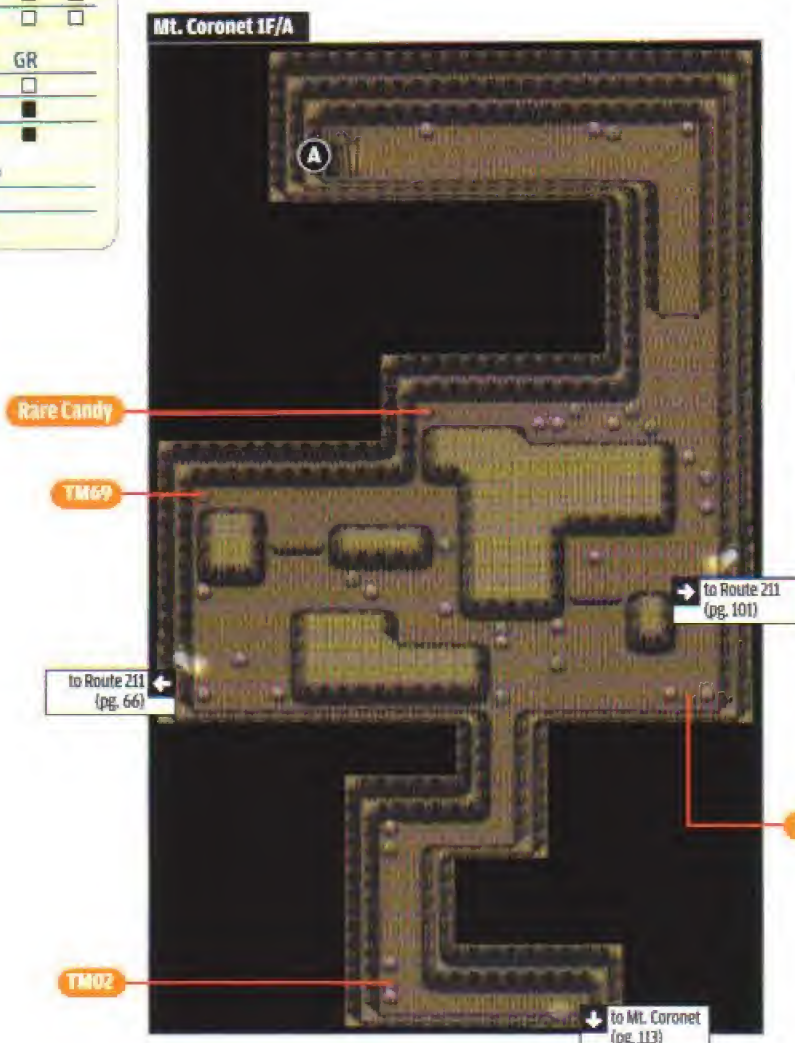 GR
Mt. Coronet 1F/A
A
Rare Candy
TM69
to Route 211
(pg. 101)
to Route 211
(pg. 66)
TM02
to Mt. Coronet
(pg. 113)